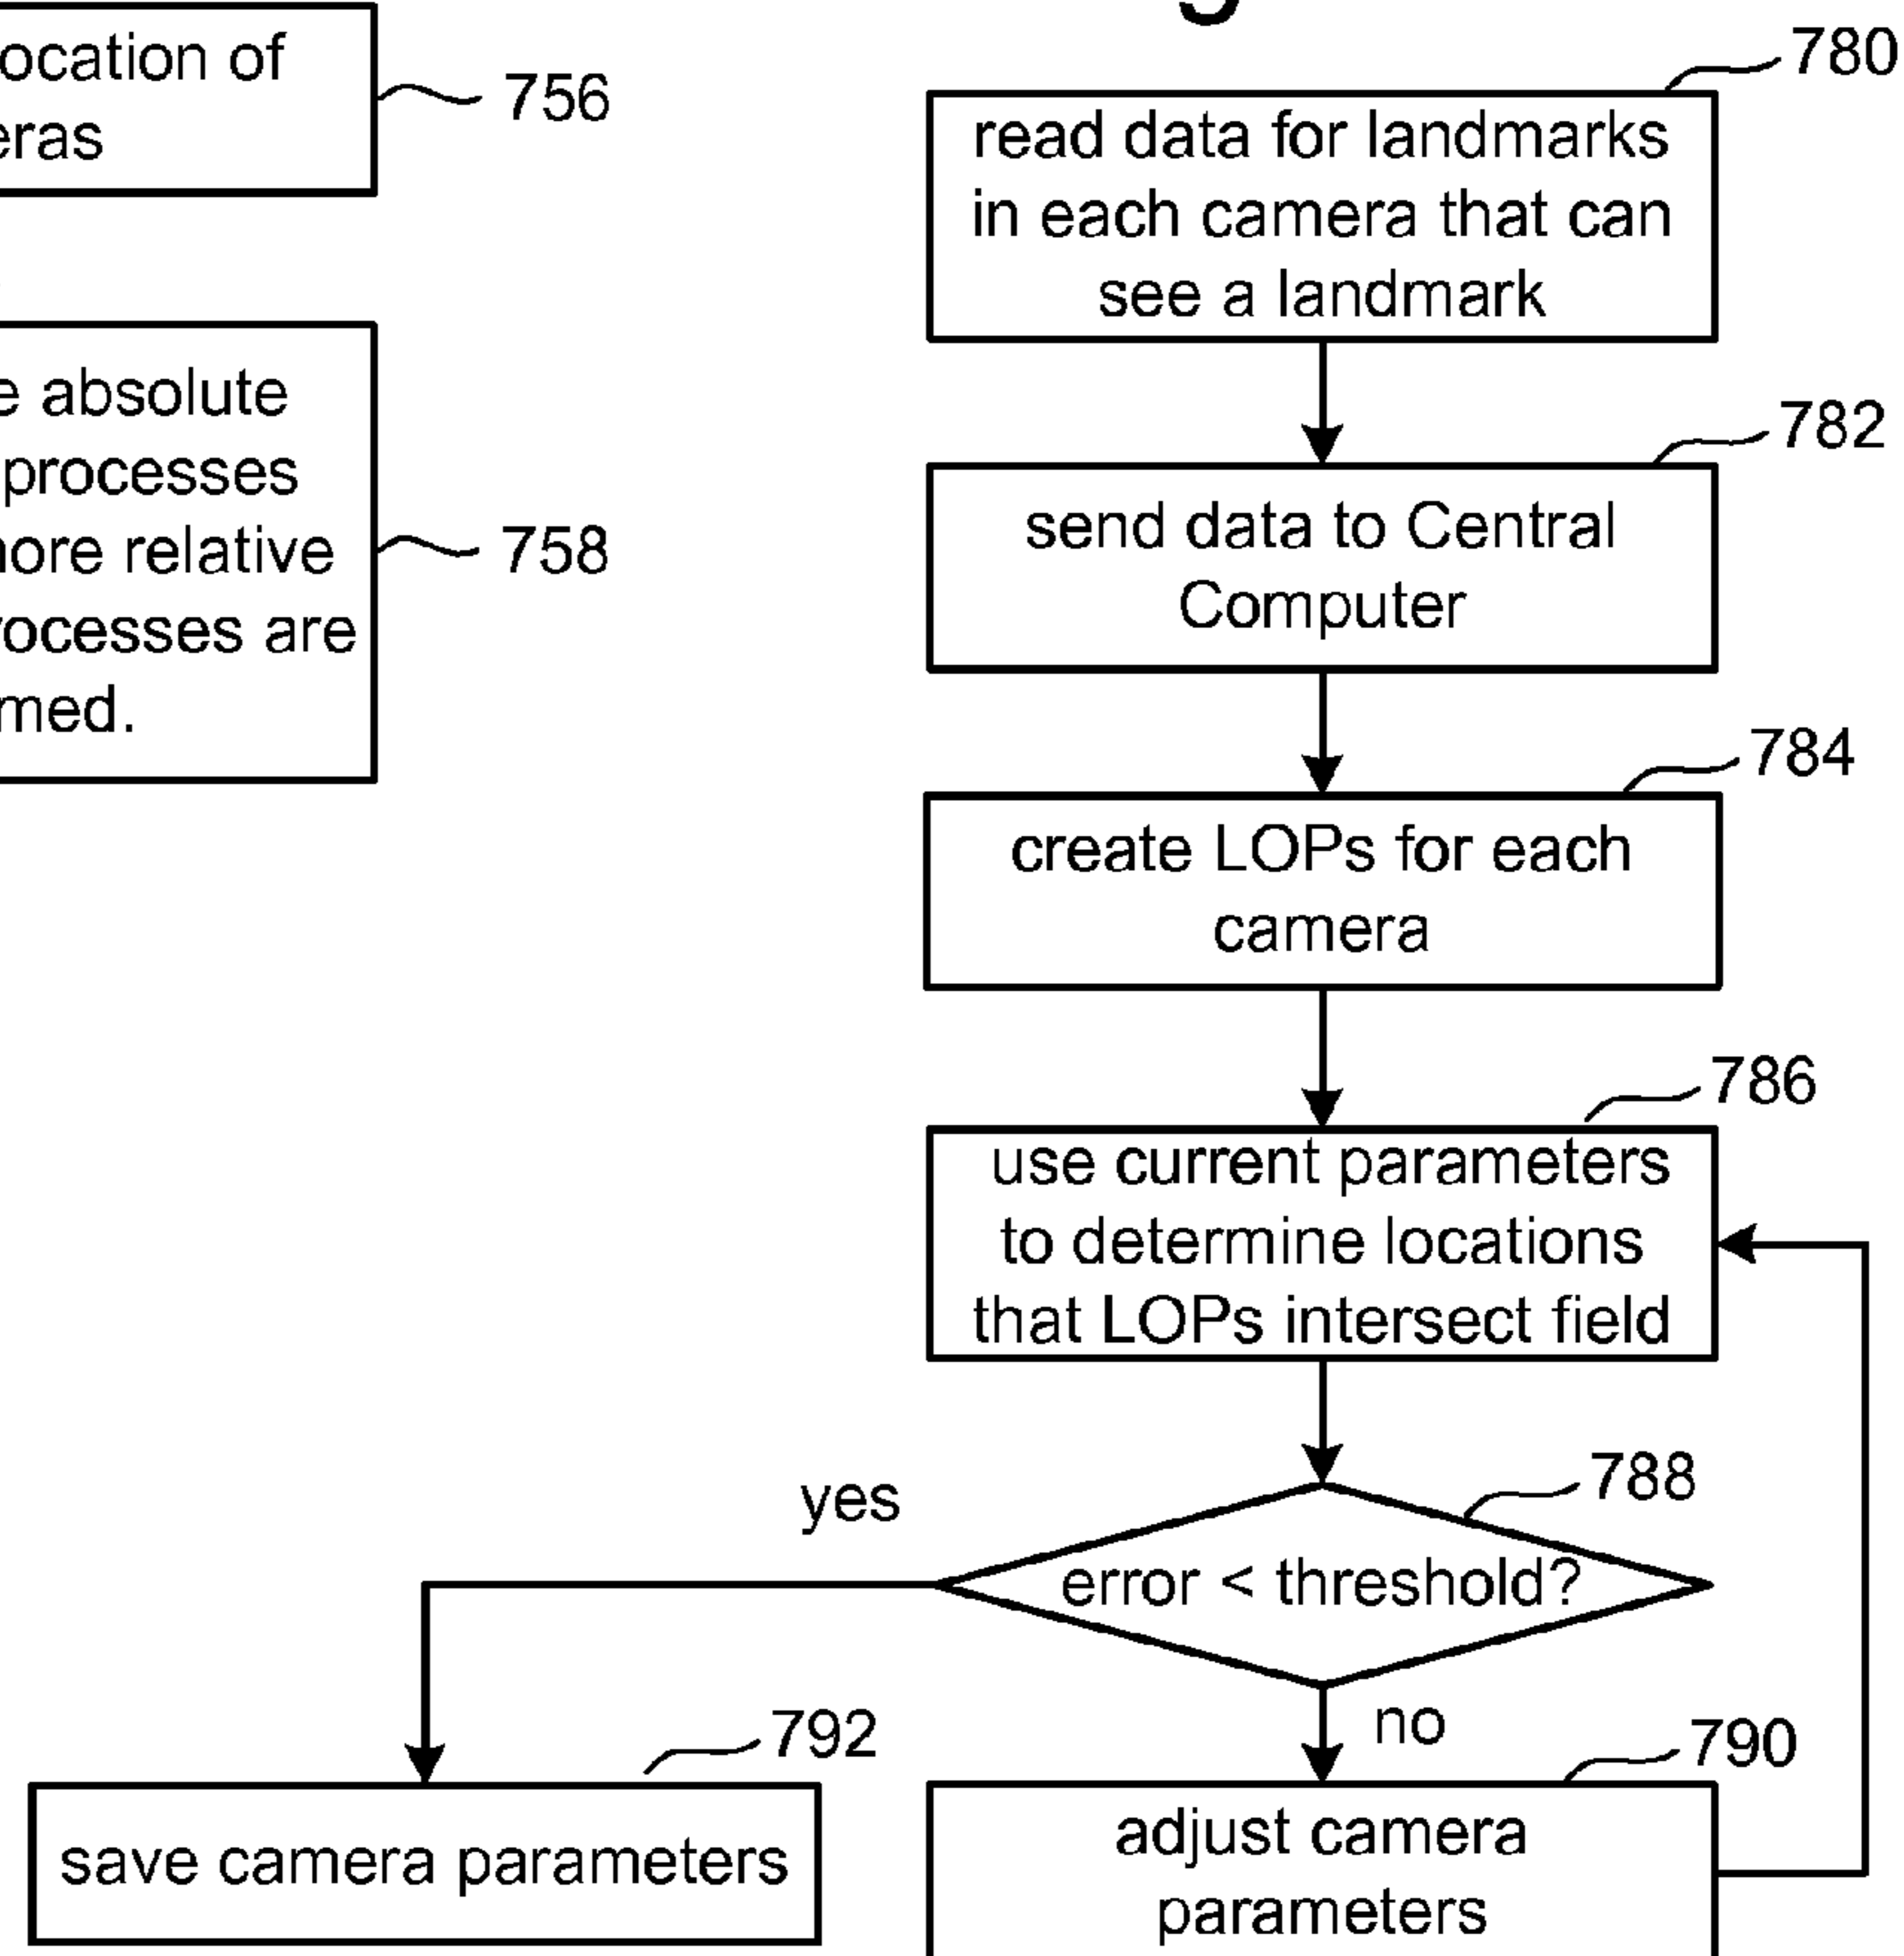 ocation of
eras
756
e absolute
processes
ore relative
ocesses are
med.
758
780
read data for landmarks
in each camera that can
see a landmark
782
send data to Central
Computer
784
create LOPs for each
camera
786
use current parameters
to determine locations
that LOPs intersect field
788
error < threshold?
yes
no
792
save camera parameters
790
adjust camera
parameters